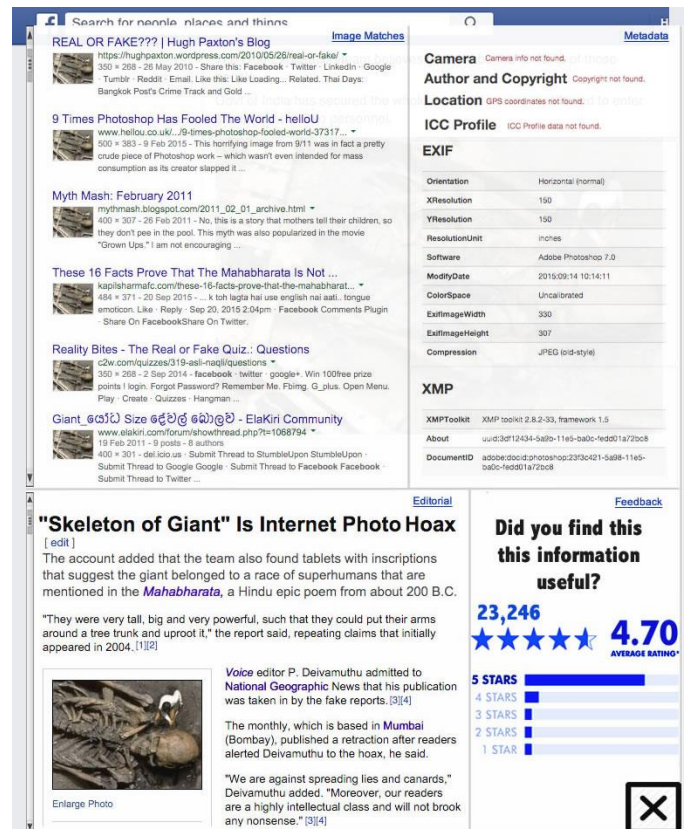 Search for people, places and things
H
Image Matches
REAL OR FAKE??? | Hugh Paxton's Blog
https://hughpaxton.wordpress.com/2010/05/26/real-or-fake/
350 × 268 - 26 May 2010 - Share this: Facebook · Twitter · LinkedIn · Google
· Tumblr · Reddit · Email. Like this: Like Loading... Related. Thai Days:
Bangkok Post's Crime Track and Gold ...
9 Times Photoshop Has Fooled The World - helloU
www.hellou.co.uk/.../9-times-photoshop-fooled-world-37317...
500 × 383 - 9 Feb 2015 - This horrifying image from 9/11 was in fact a pretty
crude piece of Photoshop work – which wasn't even intended for mass
consumption as its creator slapped it ...
Myth Mash: February 2011
mythmash.blogspot.com/2011_02_01_archive.html
400 × 307 - 26 Feb 2011 - No, this is a story that mothers tell their children, so
they don't pee in the pool. This myth was also popularized in the movie
"Grown Ups." I am not encouraging ...
These 16 Facts Prove That The Mahabharata Is Not ...
kapilsharmafc.com/these-16-facts-prove-that-the-mahabharat...
484 × 371 - 20 Sep 2015 - ... k toh lagta hai use english nai aati.. tongue
emoticon. Like · Reply · Sep 20, 2015 2:04pm · Facebook Comments Plugin
· Share On FacebookShare On Twitter.
Reality Bites - The Real or Fake Quiz.: Questions
c2w.com/quizzes/319-asli-naqli/questions
350 × 268 - 2 Sep 2014 - facebook · twitter · google+. Win 100free prize
points ! login. Forgot Password? Remember Me. Fbimg. G_plus. Open Menu.
Play · Create · Quizzes · Hangman ...
Giant_යෝධ Size දේවල් බොලව් - ElaKiri Community
www.elakiri.com/forum/showthread.php?t=1068794
19 Feb 2011 - 9 posts - 8 authors
400 × 301 - del.icio.us · Submit Thread to StumbleUpon StumbleUpon ·
Submit Thread to Google Google · Submit Thread to Facebook Facebook ·
Submit Thread to Twitter ...
Metadata
Camera Camera info not found.
Author and Copyright Copyright not found.
Location GPS coordinates not found.
ICC Profile ICC Profile data not found.
EXIF
Orientation Horizontal (normal)
XResolution 150
YResolution 150
ResolutionUnit inches
Software Adobe Photoshop 7.0
ModifyDate 2015:09:14 10:14:11
ColorSpace Uncalibrated
ExifImageWidth 330
ExifImageHeight 307
Compression JPEG (old-style)
XMP
XMPToolkit XMP toolkit 2.8.2-33, framework 1.5
About uuid:3df12434-5a9b-11e5-ba0c-fedd01a72bc8
DocumentID adobe:docid:photoshop:23f3c421-5a98-11e5-
ba0c-fedd01a72bc8
Editorial
"Skeleton of Giant" Is Internet Photo Hoax
[ edit ]
The account added that the team also found tablets with inscriptions
that suggest the giant belonged to a race of superhumans that are
mentioned in the Mahabharata, a Hindu epic poem from about 200 B.C.
"They were very tall, big and very powerful, such that they could put their arms
around a tree trunk and uproot it," the report said, repeating claims that initially
appeared in 2004. [1][2]
Enlarge Photo
Voice editor P. Deivamuthu admitted to
National Geographic News that his publication
was taken in by the fake reports. [3][4]
The monthly, which is based in Mumbai
(Bombay), published a retraction after readers
alerted Deivamuthu to the hoax, he said.
"We are against spreading lies and canards,"
Deivamuthu added. "Moreover, our readers
are a highly intellectual class and will not brook
any nonsense." [3][4]
Feedback
Did you find this
this information
useful?
23,246
4.70
AVERAGE RATING*
5 STARS
4 STARS
3 STARS
2 STARS
1 STAR